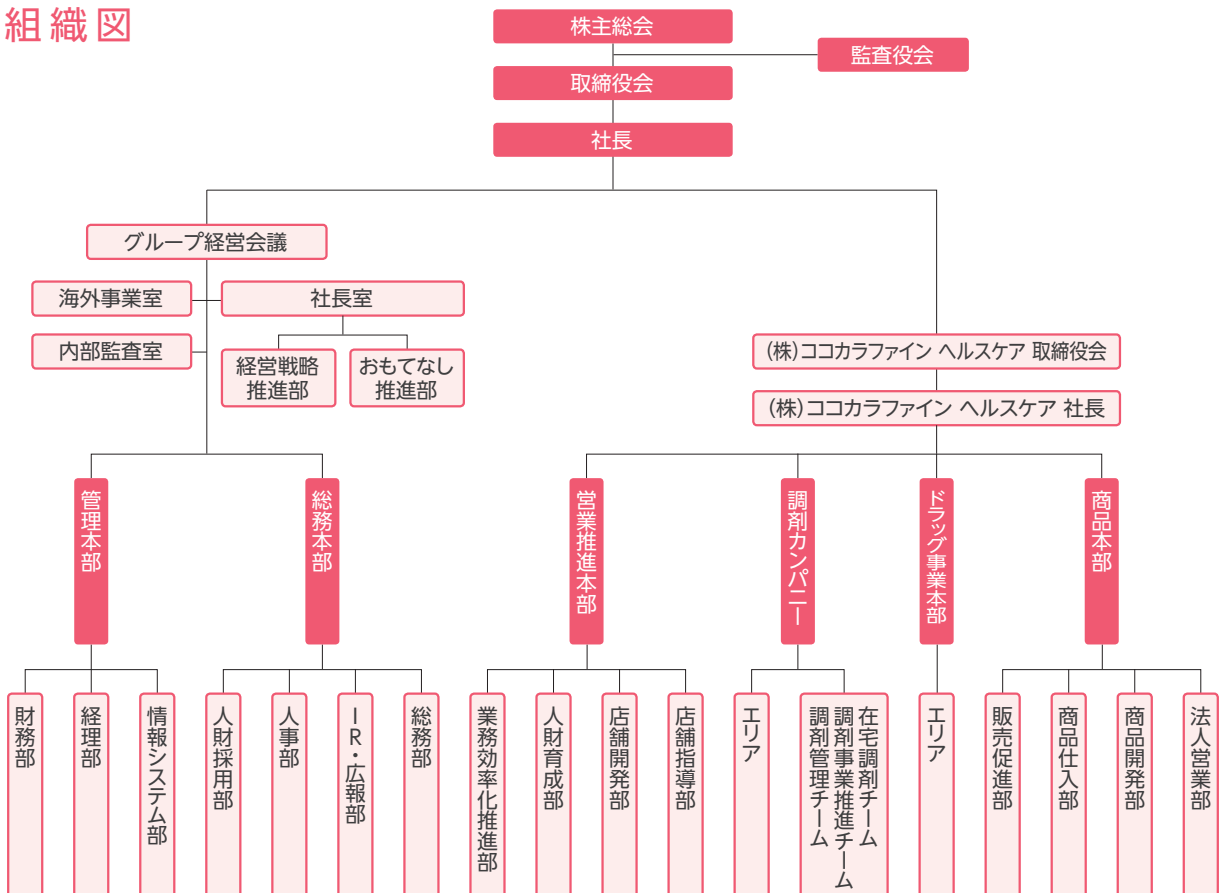 組織図
株主総会
監査役会
取締役会
社長
グループ経営会議
海外事業室
社長室
内部監査室
経営戦略
推進部
おもてなし
推進部
(株)ココカラファイン ヘルスケア 取締役会
(株)ココカラファイン ヘルスケア 社長
管理本部
総務本部
営業推進本部
調剤カンパニー
ドラッグ事業本部
商品本部
財務部
経理部
情報システム部
人財採用部
人事部
IR・広報部
総務部
業務効率化推進部
人財育成部
店舗開発部
店舗指導部
エリア
在宅調剤チーム
調剤事業推進チーム
調剤管理チーム
エリア
販売促進部
商品仕入部
商品開発部
法人営業部